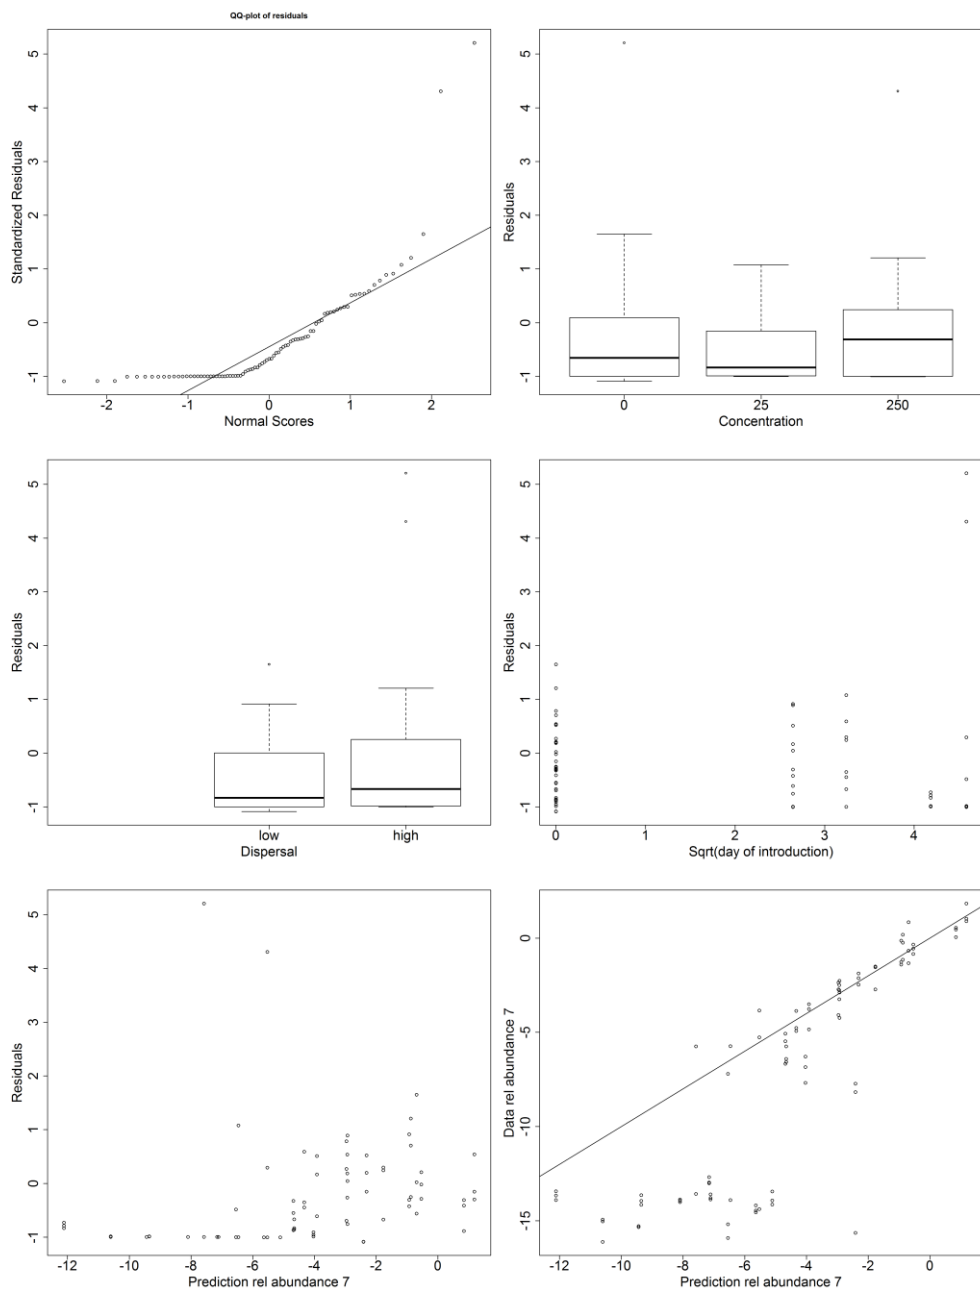 QQ-plot of residuals
Standardized Residuals
5
4
3
2
1
0
-1
-2 -1 0 1 2
Normal Scores
Residuals
5
4
3
2
1
0
-1
0 25 250
Concentration
Residuals
5
4
3
2
1
0
-1
low high
Dispersal
Residuals
5
4
3
2
1
0
-1
0 1 2 3 4
Sqrt(day of introduction)
Residuals
5
4
3
2
1
0
-1
-12 -10 -8 -6 -4 -2 0
Prediction rel abundance 7
Data rel abundance 7
0
-5
-10
-15
-12 -10 -8 -6 -4 -2 0
Prediction rel abundance 7